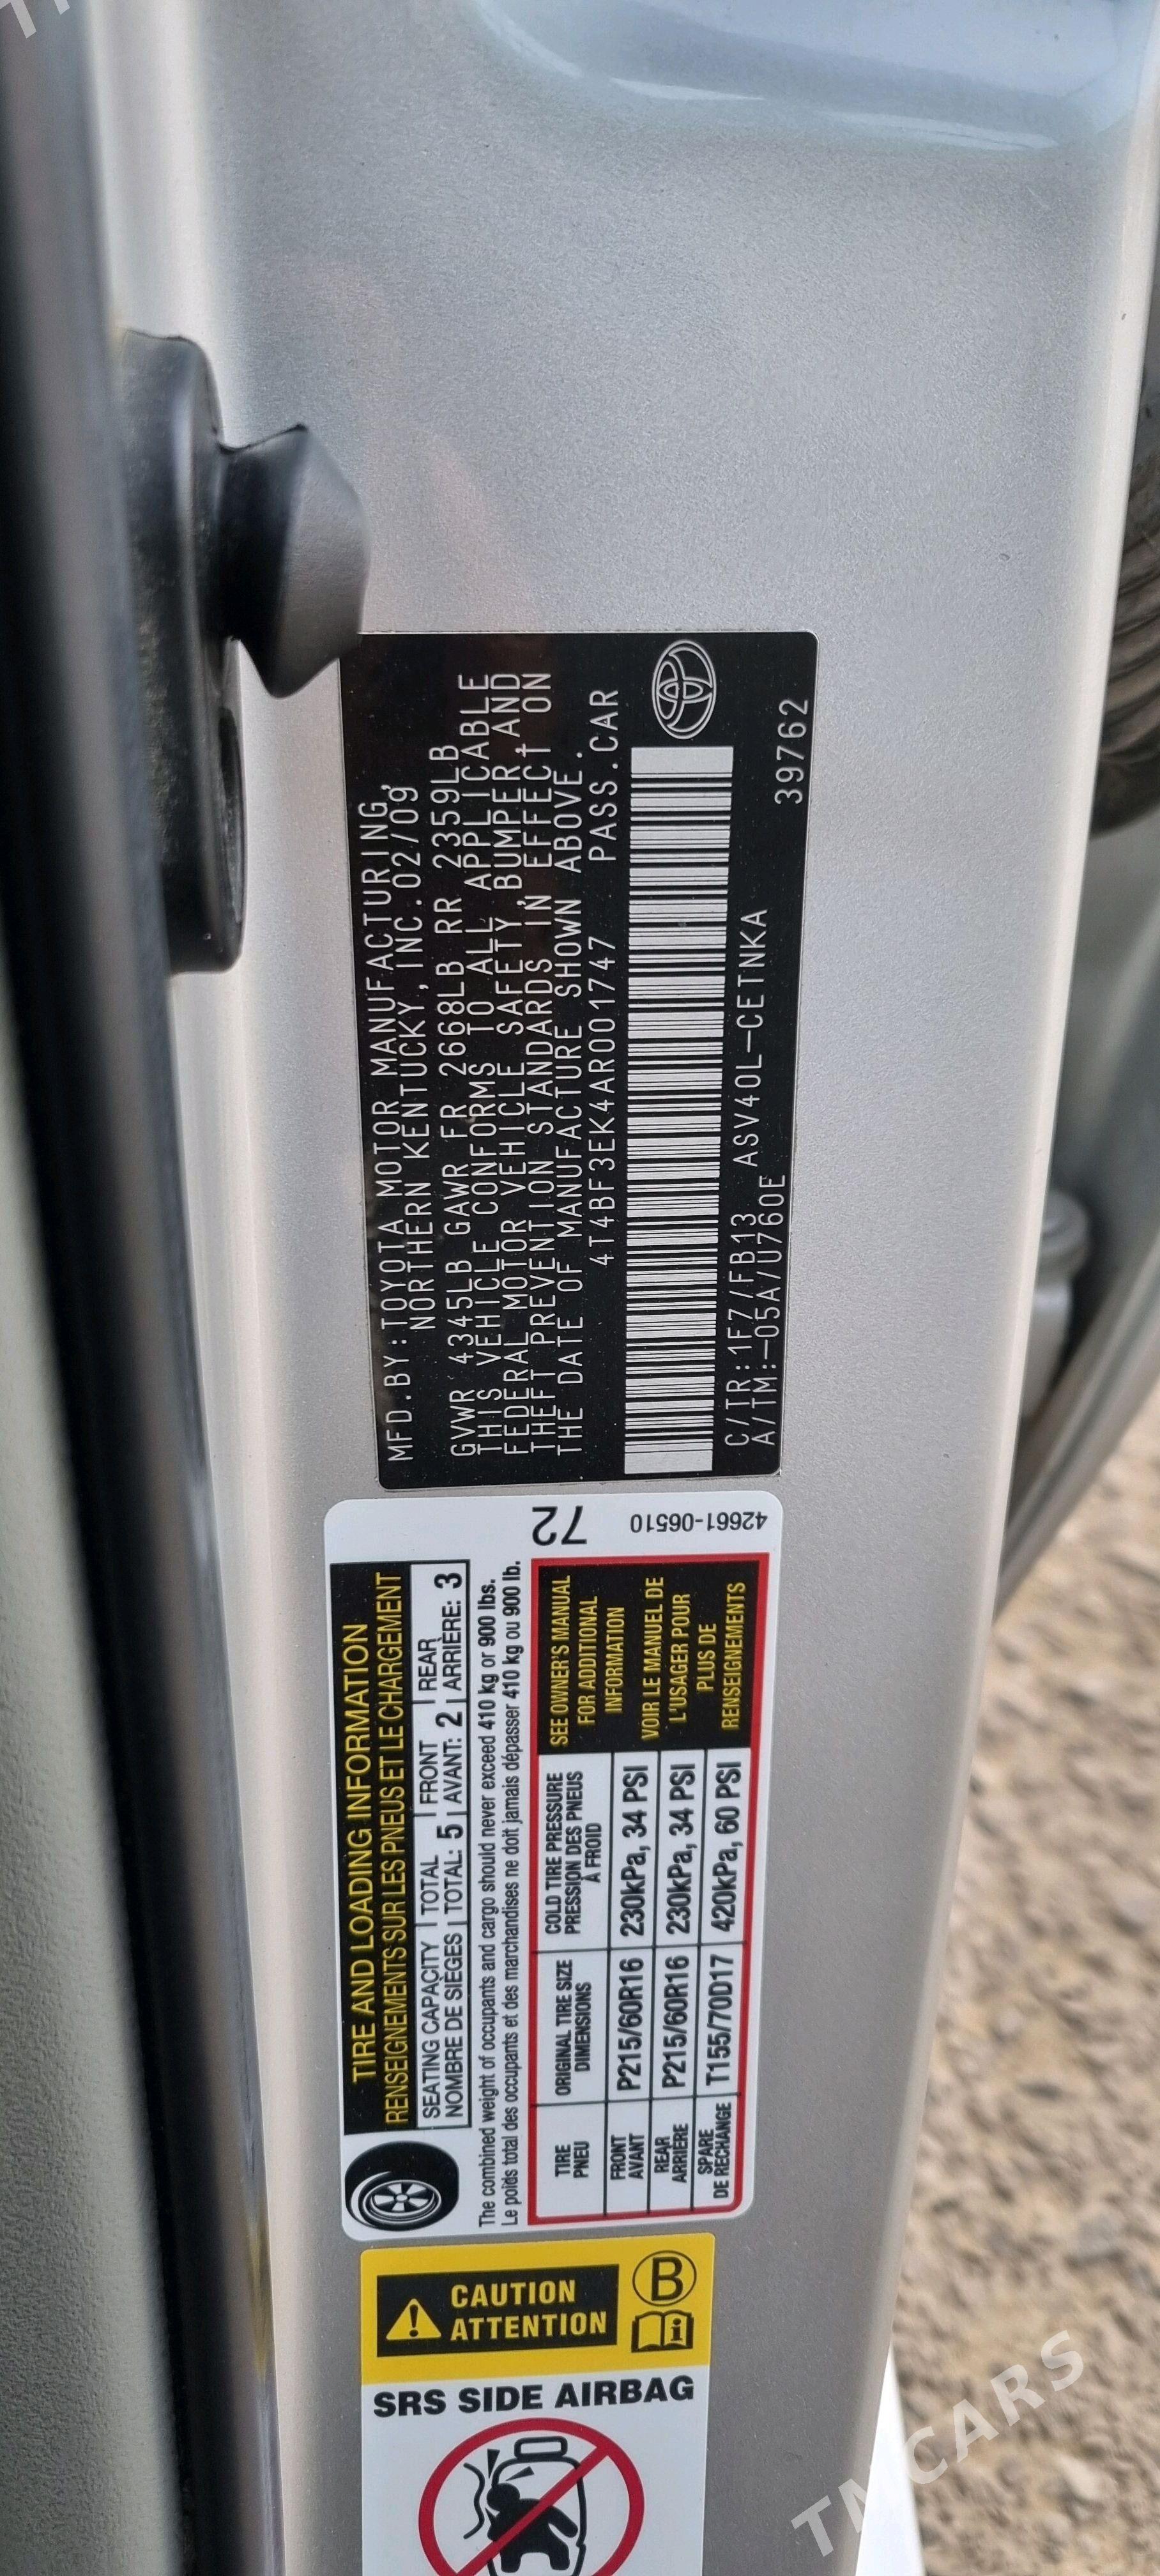 MFD.BY:TOYOTA MOTOR MANUFACTURING,
NORTHERN KENTUCKY,INC.02/09
GVWR 4345LB GAWR FR 2668LB RR 2359LB
THIS VEHICLE CONFORMS TO ALL APPLICABLE
FEDERAL MOTOR VEHICLE SAFETY,BUMPER,AND
THEFT PREVENTION STANDARDS IN EFFECT ON
THE DATE OF MANUFACTURE SHOWN ABOVE.
4T4BF3EK4AR001747 PASS.CAR
C/TR:1F7/FB13 ASV40L-CETNKA
A/TM:-05A/U760E
39762
72
42661-06510
TIRE AND LOADING INFORMATION
RENSEIGNEMENTS SUR LES PNEUS ET LE CHARGEMENT
SEATING CAPACITY TOTAL FRONT REAR
NOMBRE DE SIÈGES TOTAL: 5 AVANT: 2 ARRIÈRE: 3
The combined weight of occupants and cargo should never exceed 410 kg or 900 lbs.
Le poids total des occupants et des marchandises ne doit jamais dépasser 410 kg ou 900 lb.
TIRE
PNEU
ORIGINAL TIRE SIZE
DIMENSIONS
COLD TIRE PRESSURE
PRESSION DES PNEUS
À FROID
FRONT
AVANT
P215/60R16
230kPa, 34 PSI
REAR
ARRIÈRE
P215/60R16
230kPa, 34 PSI
SPARE
DE RECHANGE
T155/70D17
420kPa, 60 PSI
SEE OWNER'S MANUAL
FOR ADDITIONAL
INFORMATION
VOIR LE MANUEL DE
L'USAGER POUR
PLUS DE
RENSEIGNEMENTS
CAUTION
ATTENTION
B
i
SRS SIDE AIRBAG
TMCARS